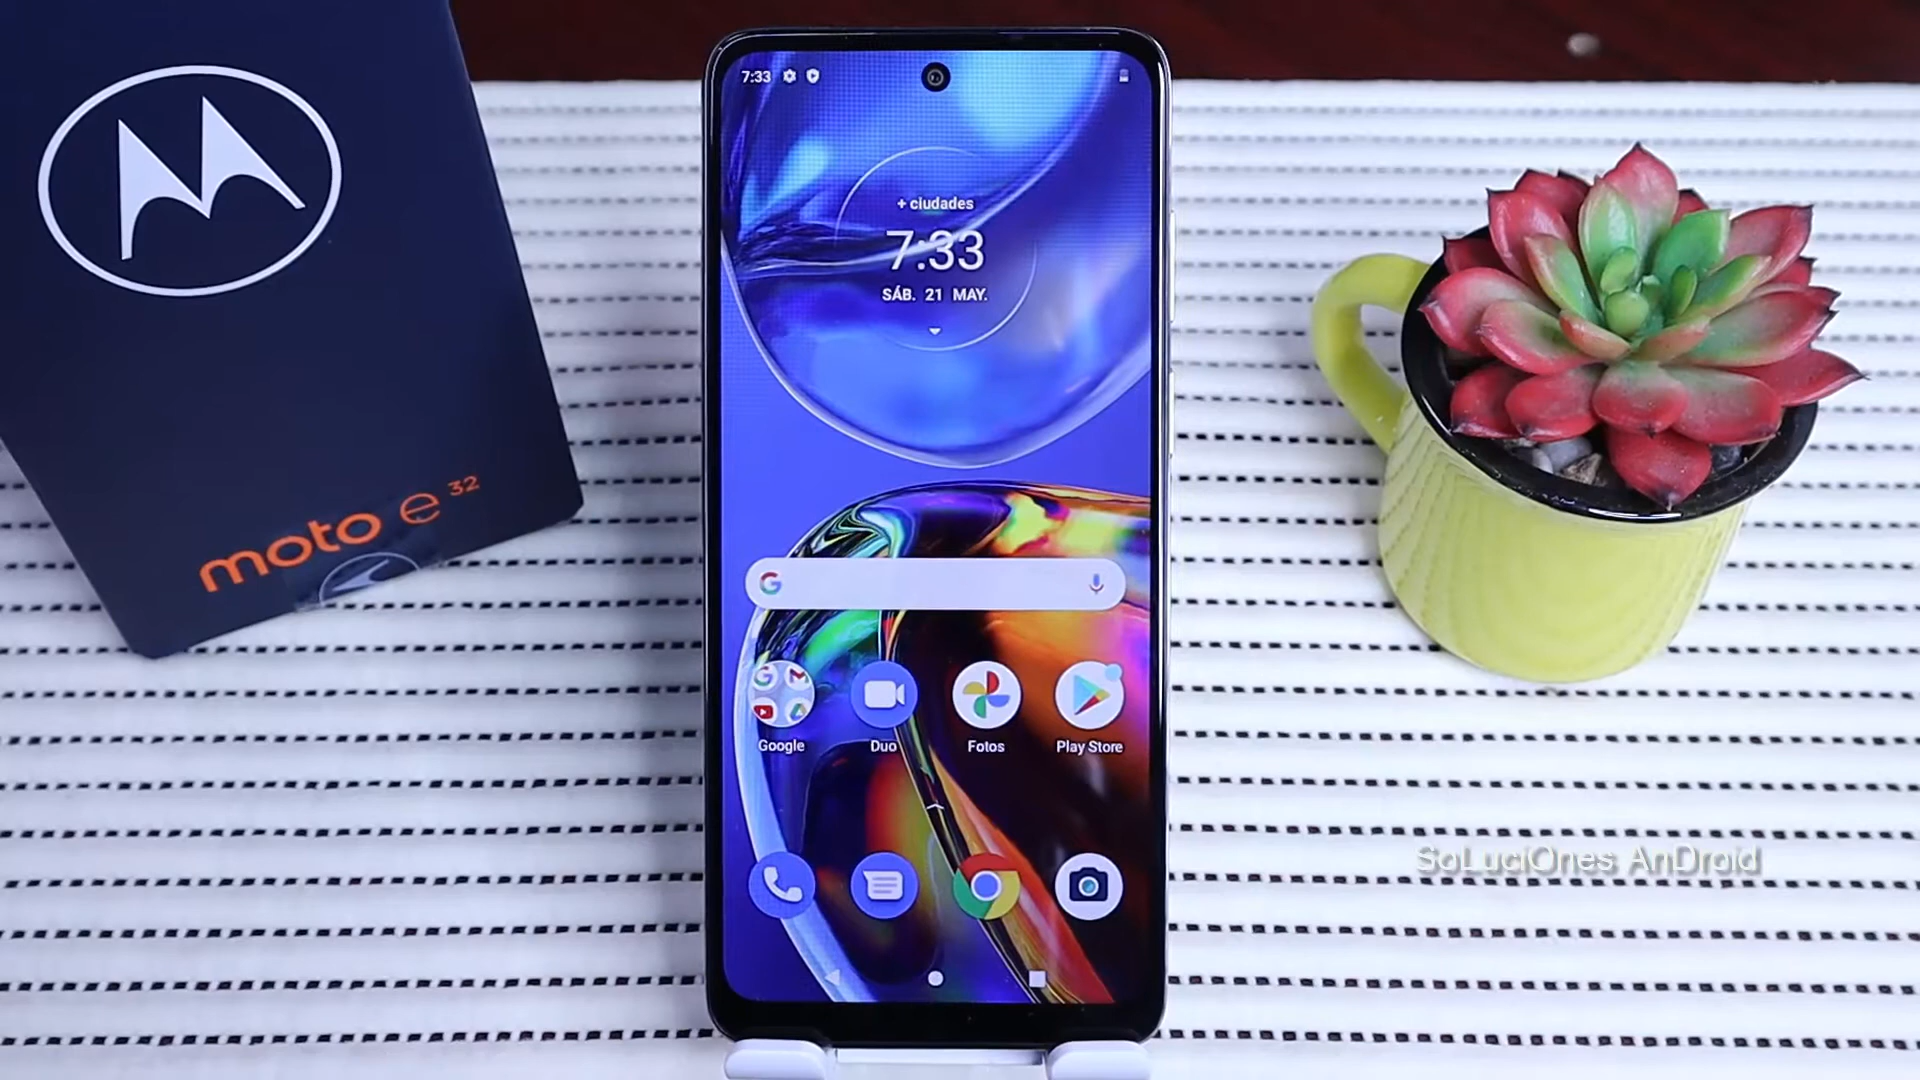 moto e 32
7:33
+ ciudades
7:33
SÁB. 21 MAY.
Google
Duo
Fotos
Play Store
SoLuciOnes AnDroid